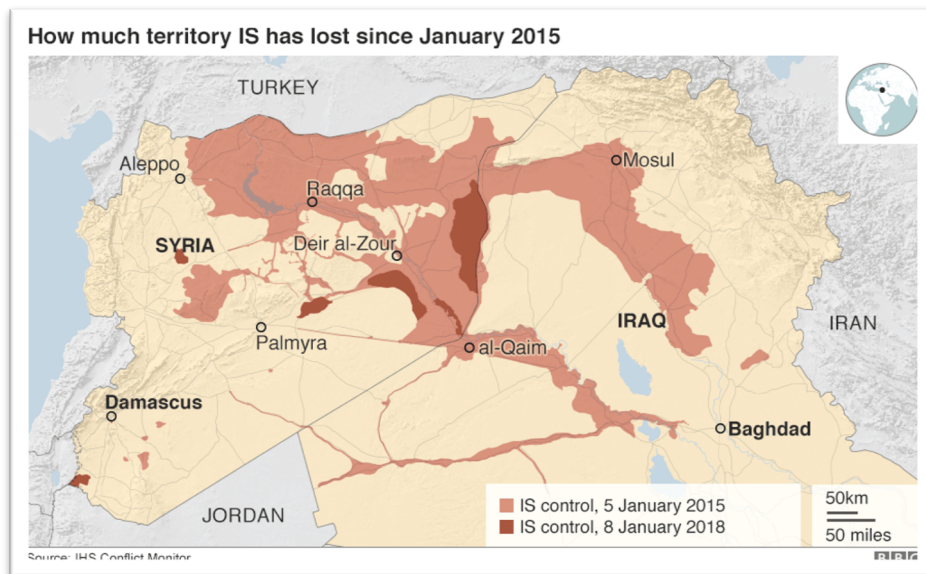 How much territory IS has lost since January 2015
TURKEY
Aleppo
Mosul
Raqqa
SYRIA
Deir al-Zour
IRAQ
IRAN
Palmyra
al-Qaim
Damascus
Baghdad
JORDAN
IS control, 5 January 2015
IS control, 8 January 2018
50km
50 miles
Source: IHS Conflict Monitor
BBC